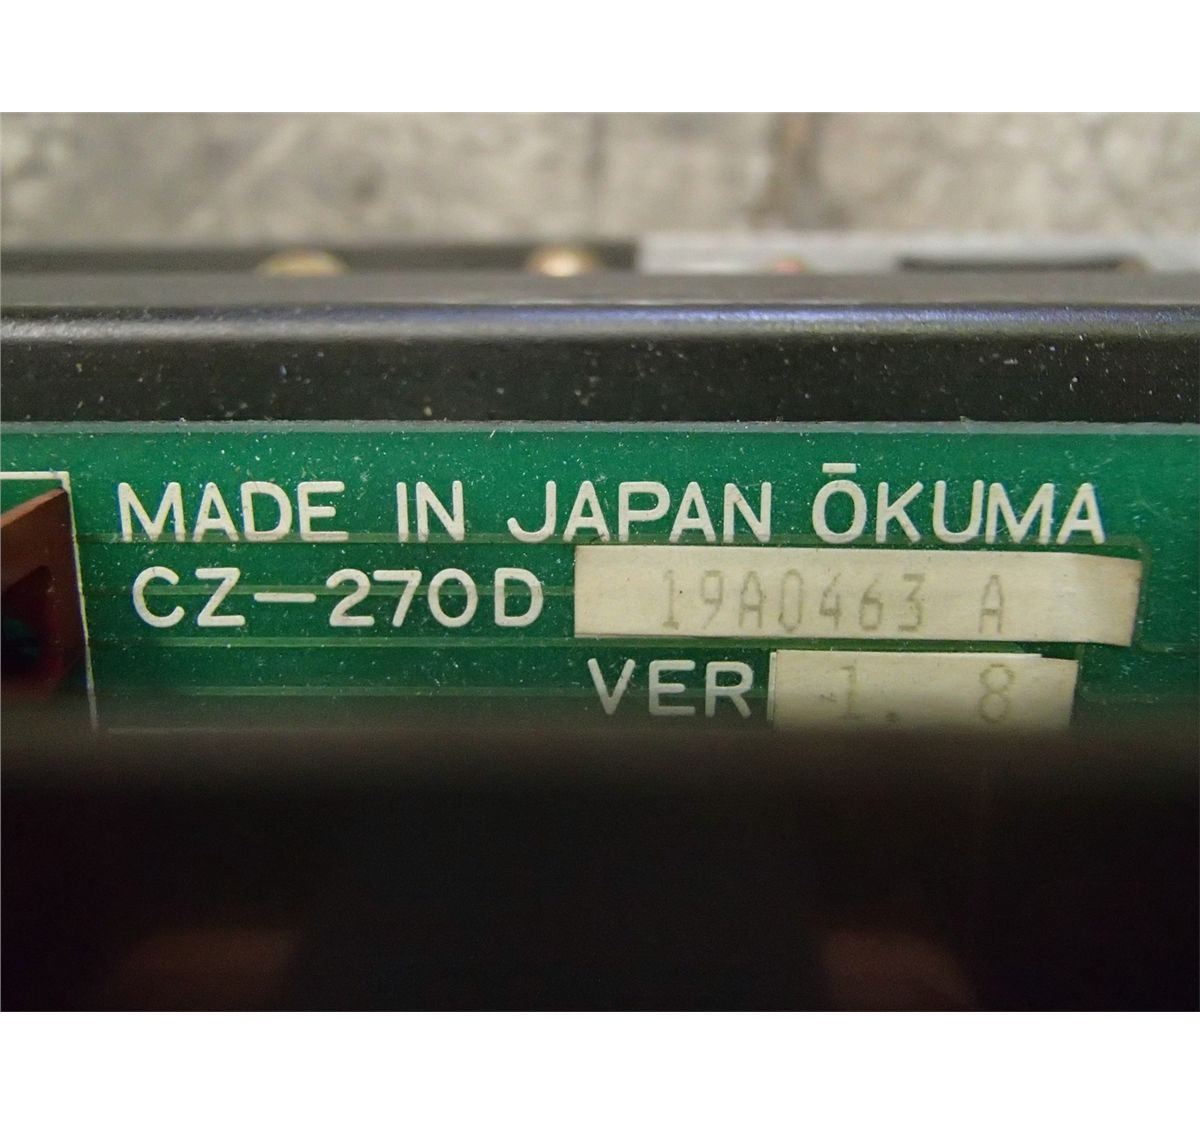 MADE IN JAPAN ŌKUMA
CZ-270D 19A0463 A
VER 1. 8